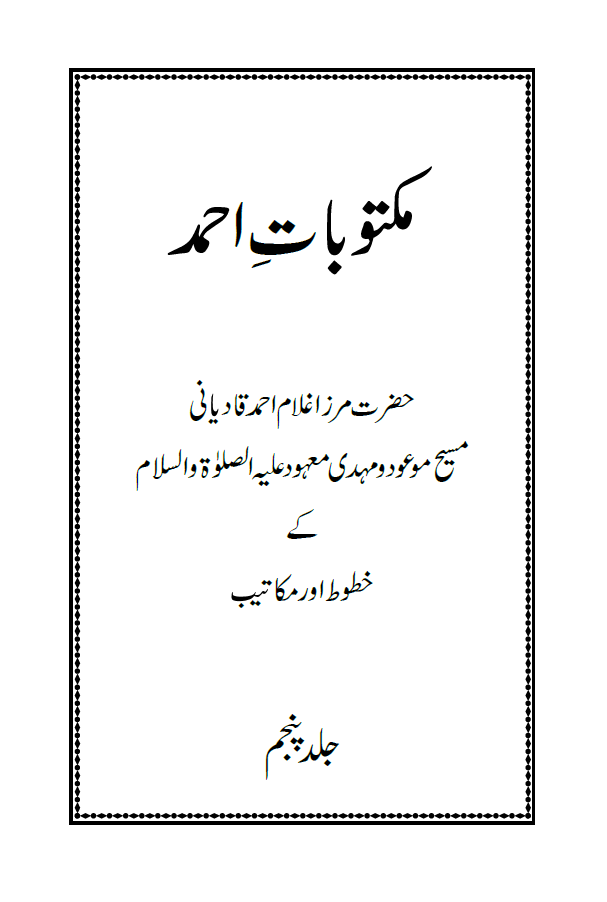 مکتوباتِ احمد
حضرت مرزا غلام احمد قادیانی
مسیح موعود و مہدی معہود علیہ الصلوٰۃ والسلام
کے
خطوط اور مکاتیب
جلد پنجم